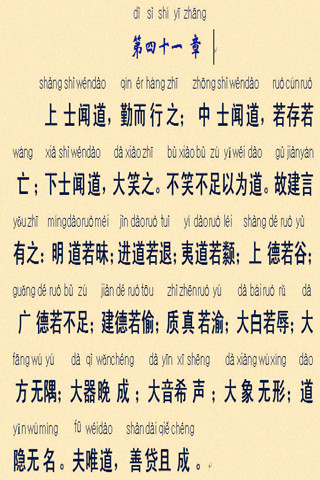 dì sì shí yī zhāng
第四十一章
shàng shì wéndào qín ér háng zhī zhōng shì wéndào ruò cún ruò
上士闻道，勤而行之；中士闻道，若存若
wáng xià shì wéndào dà xiào zhī bù xiào bù zú yǐ wéi dào gù jiànyán
亡；下士闻道，大笑之。不笑不足以为道。故建言
yǒu zhī míngdào ruò mèi jìn dào ruò tuì yí dào ruò lèi shàng dé ruò yù
有之：明道若昧；进道若退；夷道若颣；上德若谷；
guǎng dé ruò bù zú jiàn dé ruò tōu zhì zhēn ruò yú dà bái ruò rǔ dà
广德若不足；建德若偷；质真若渝；大白若辱；大
fāng wú yú dà qì wǎnchéng dà yīn xī shēng dà xiàng wú xíng dào
方无隅；大器晚成；大音希声；大象无形；道
yǐn wú míng fū wéi dào shàn dài qiě chéng
隐无名。夫唯道，善贷且成。